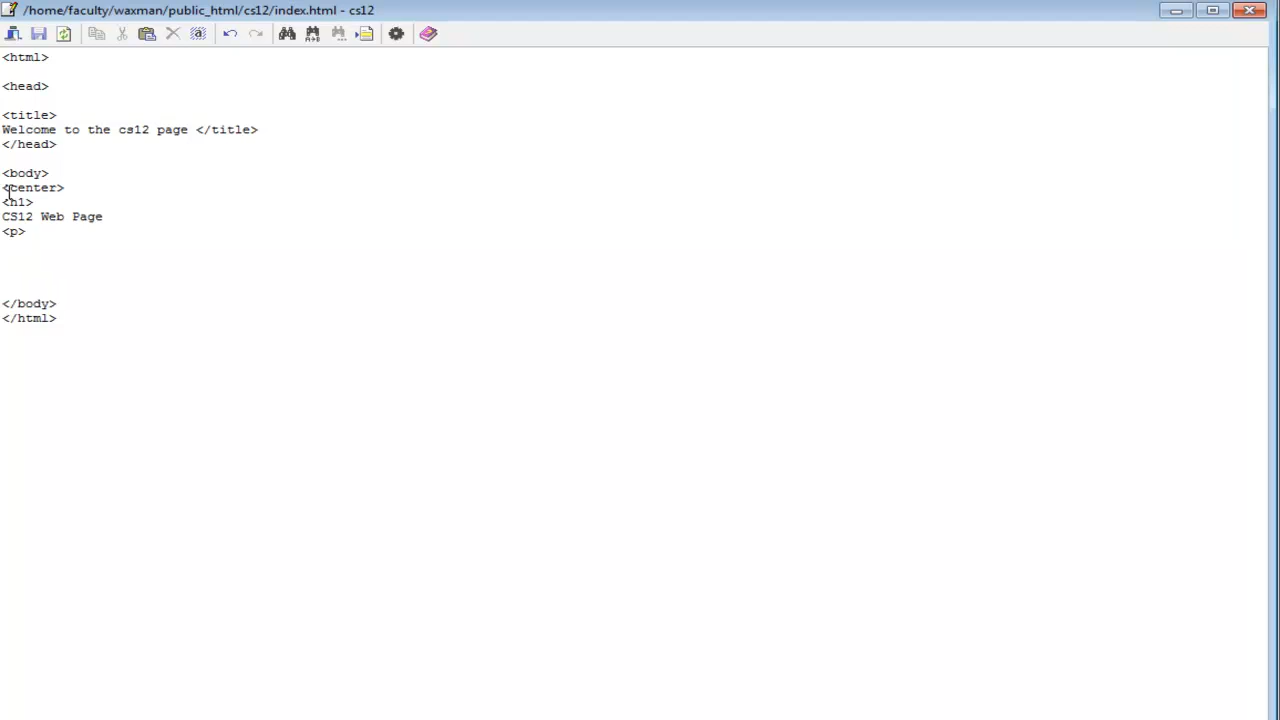 /home/faculty/waxman/public_html/cs12/index.html - cs12
<html>
<head>
<title>
Welcome to the cs12 page </title>
</head>
<body>
<center>
<h1>
CS12 Web Page
<p>
</body>
</html>